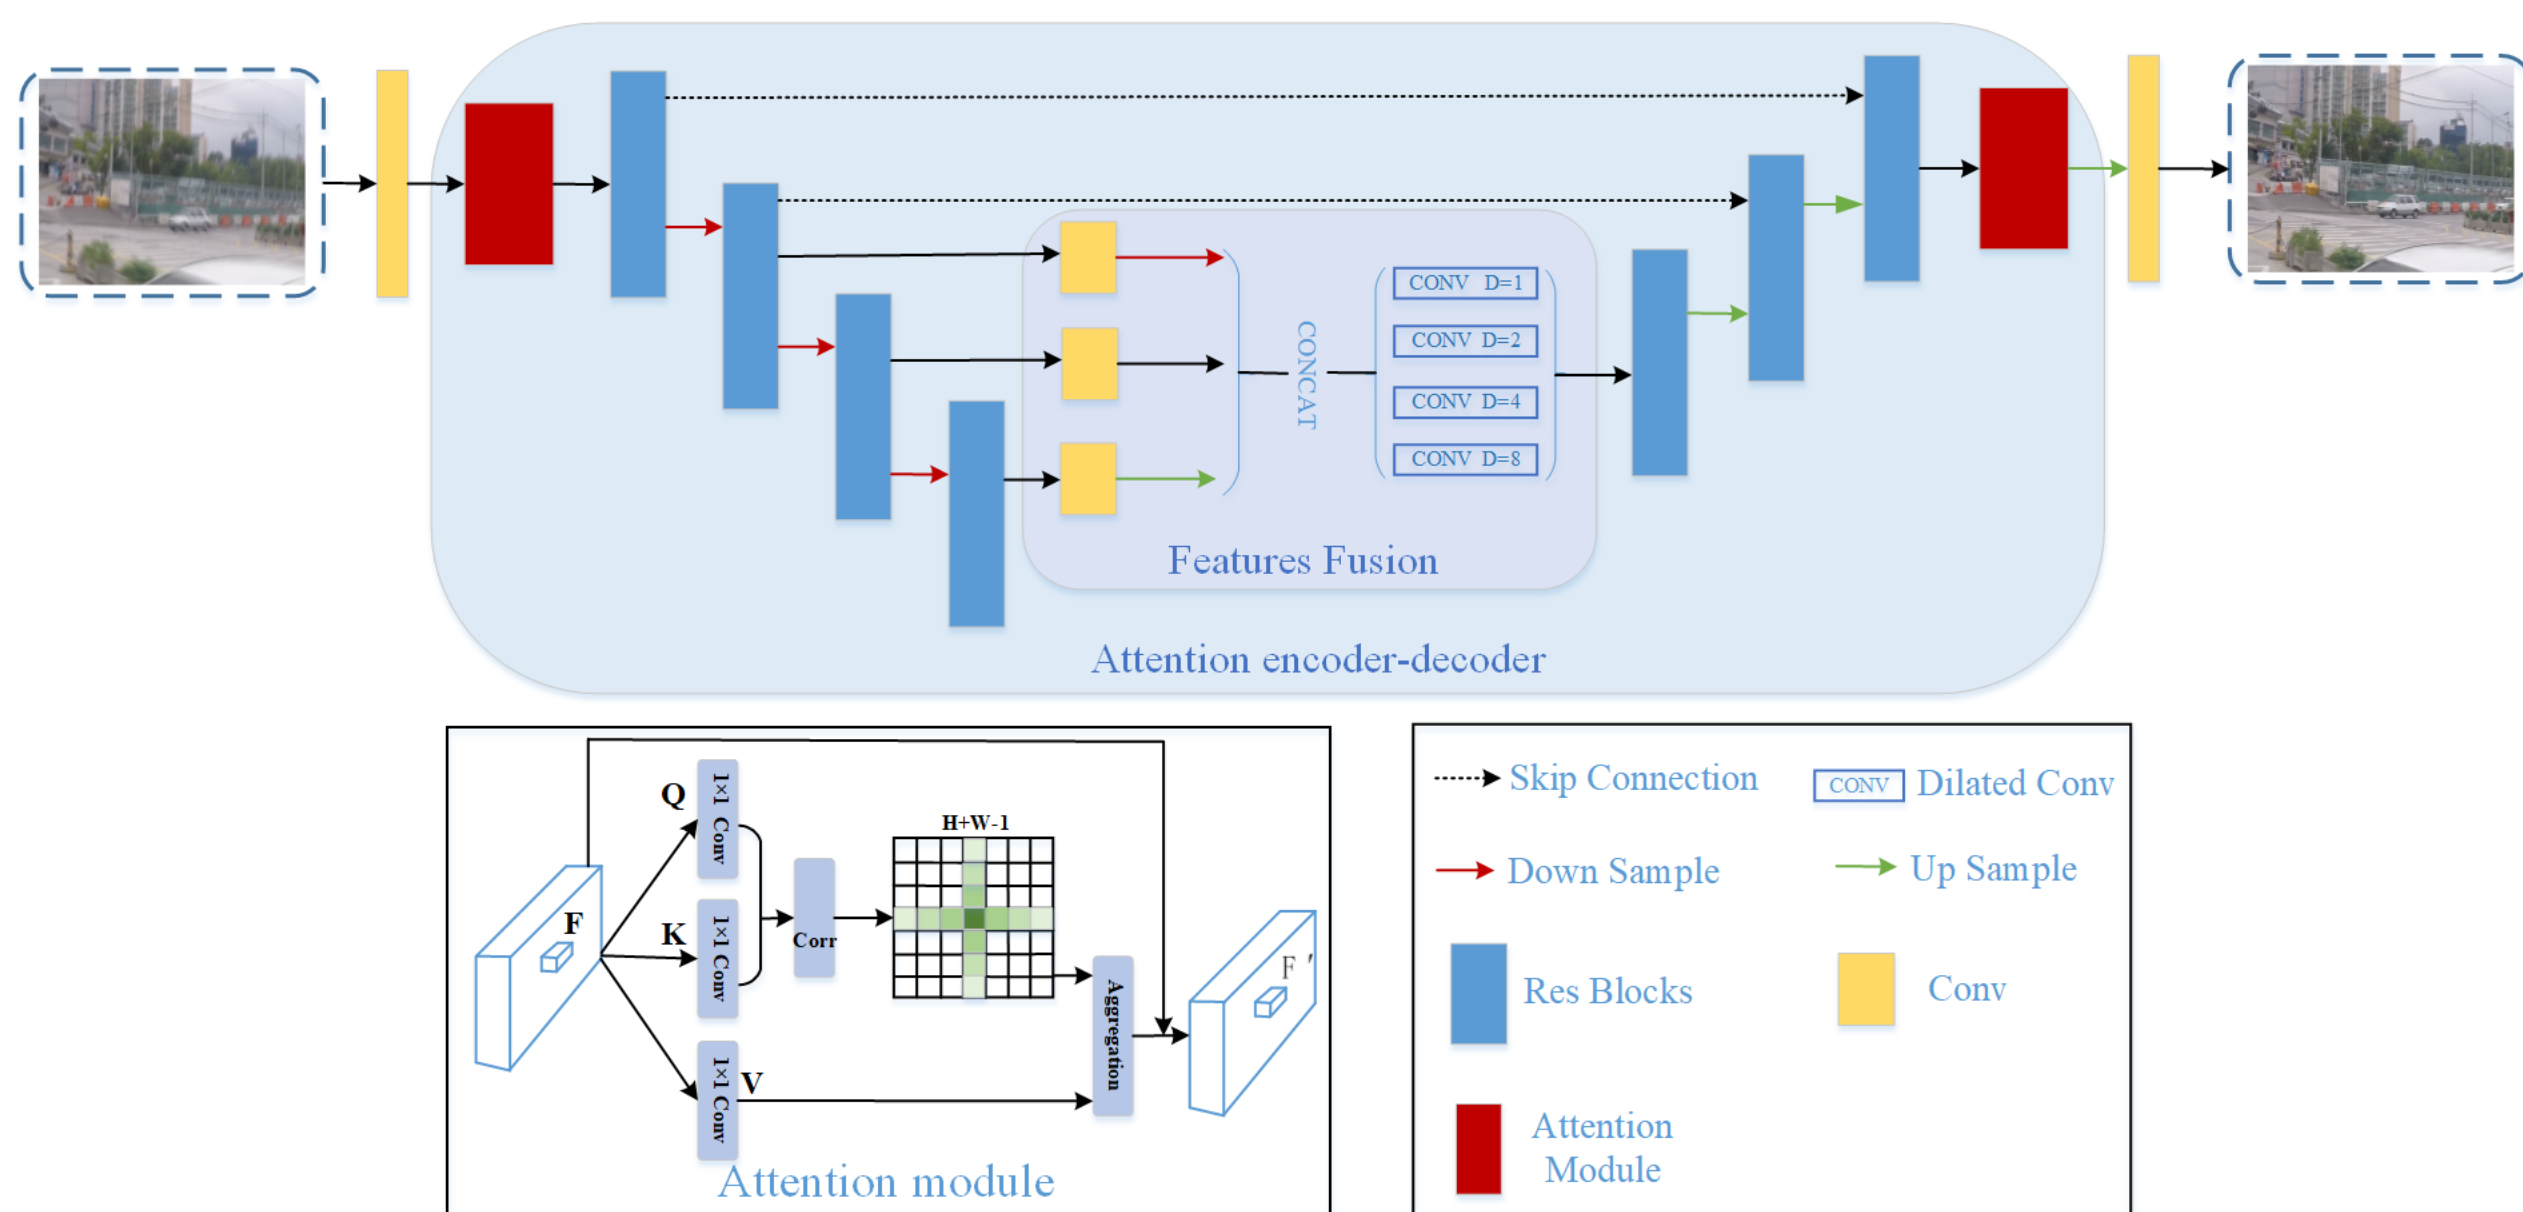 CONCAT
CONV D=1
CONV D=2
CONV D=4
CONV D=8
Features Fusion
Attention encoder-decoder
Q
K
V
F
1×1 Conv
1×1 Conv
1×1 Conv
Corr
H+W-1
Aggregation
F ′
Attention module
Skip Connection
CONV
Dilated Conv
Down Sample
Up Sample
Res Blocks
Conv
Attention
Module